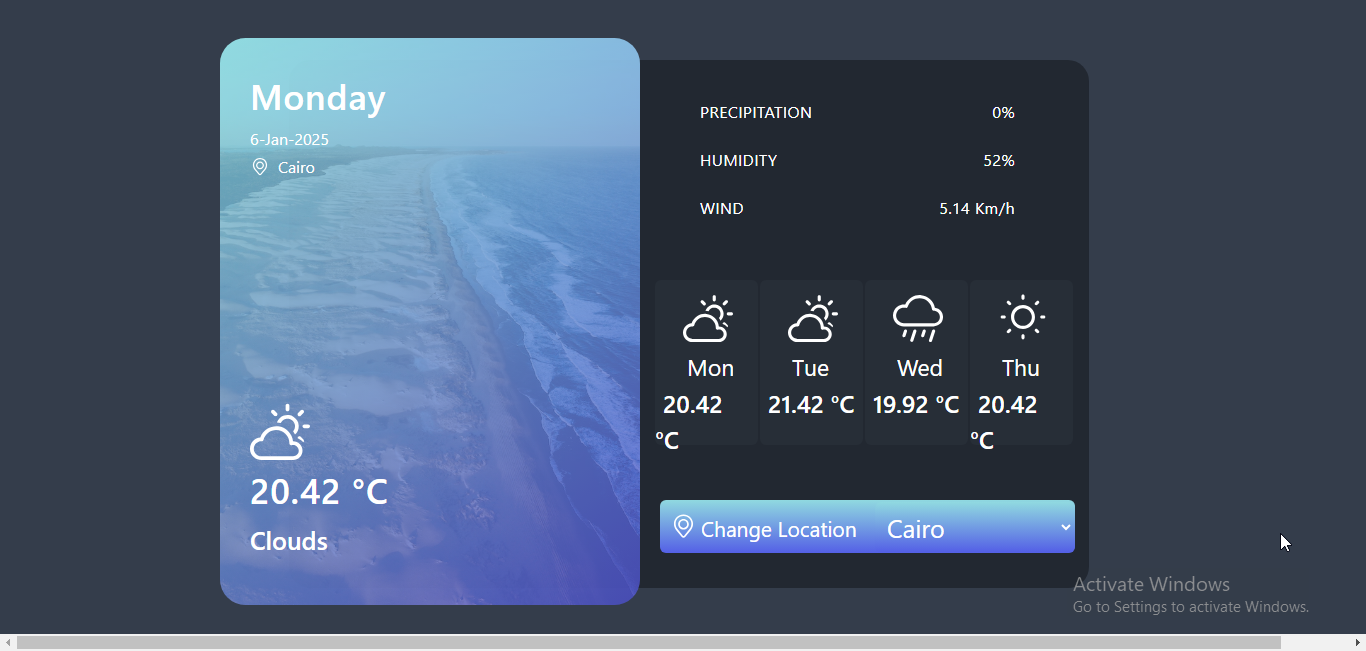 Monday
6-Jan-2025
Cairo
20.42 °C
Clouds
PRECIPITATION 0%
HUMIDITY 52%
WIND 5.14 Km/h
Mon Tue Wed Thu
20.42 21.42 °C 19.92 °C 20.42
°C °C
Change Location Cairo
Activate Windows
Go to Settings to activate Windows.